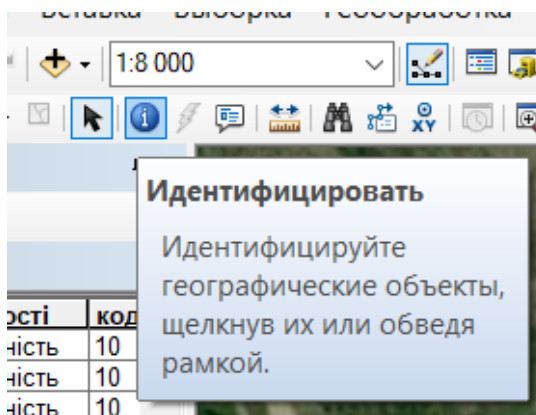 1:8 000
XY
Идентифицировать
Идентифицируйте
географические объекты,
щелкнув их или обведя
рамкой.
ості код
ність 10
ність 10
ність 10